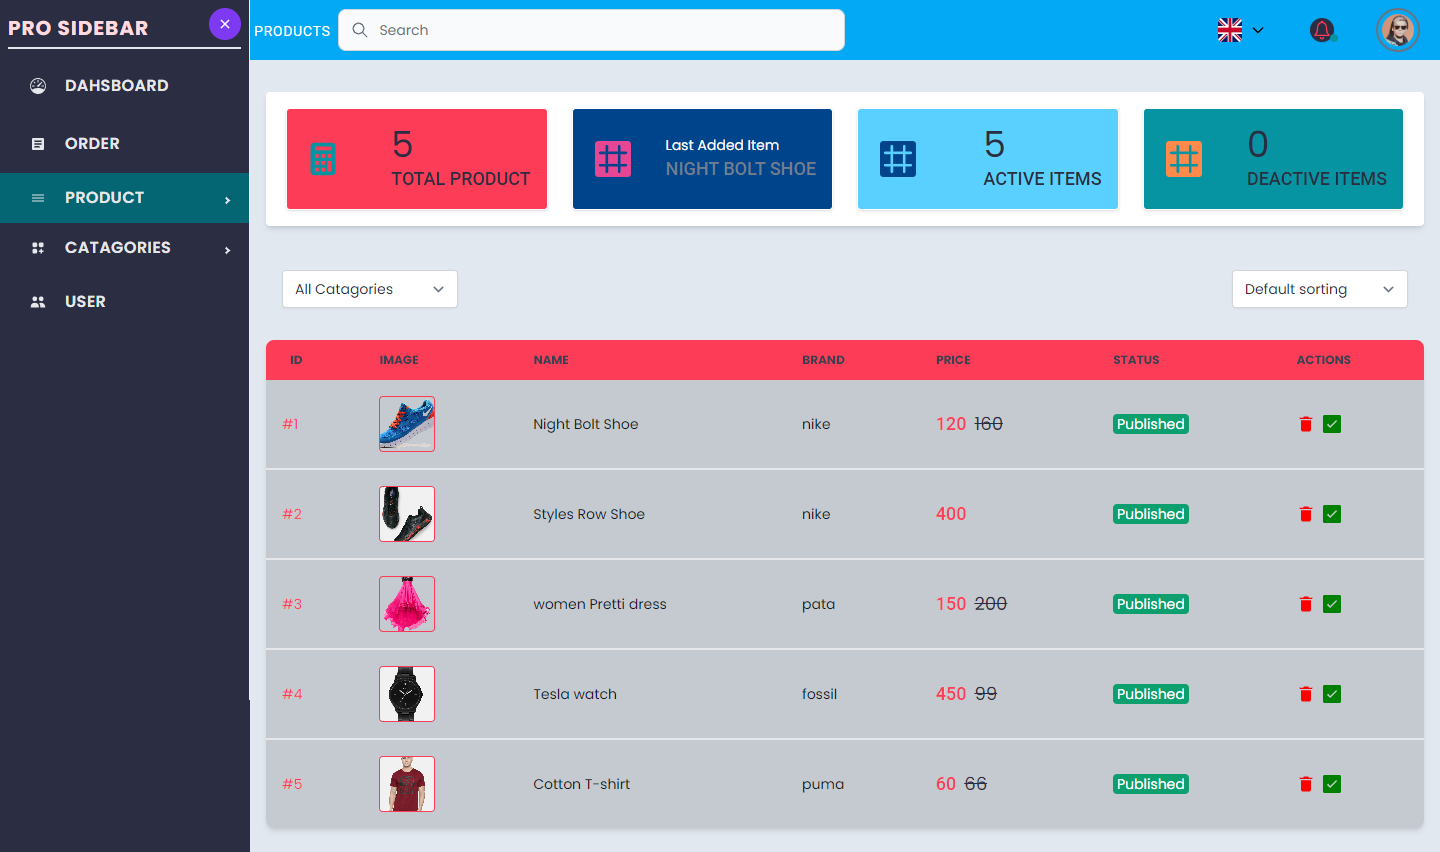 PRO SIDEBAR
DAHSBOARD
ORDER
PRODUCT
CATAGORIES
USER
PRODUCTS
Search
5
TOTAL PRODUCT
Last Added Item
NIGHT BOLT SHOE
5
ACTIVE ITEMS
0
DEACTIVE ITEMS
All Catagories
Default sorting
ID IMAGE NAME BRAND PRICE STATUS ACTIONS
#1 Night Bolt Shoe nike 120 160 Published
#2 Styles Row Shoe nike 400 Published
#3 women Pretti dress pata 150 200 Published
#4 Tesla watch fossil 450 99 Published
#5 Cotton T-shirt puma 60 66 Published